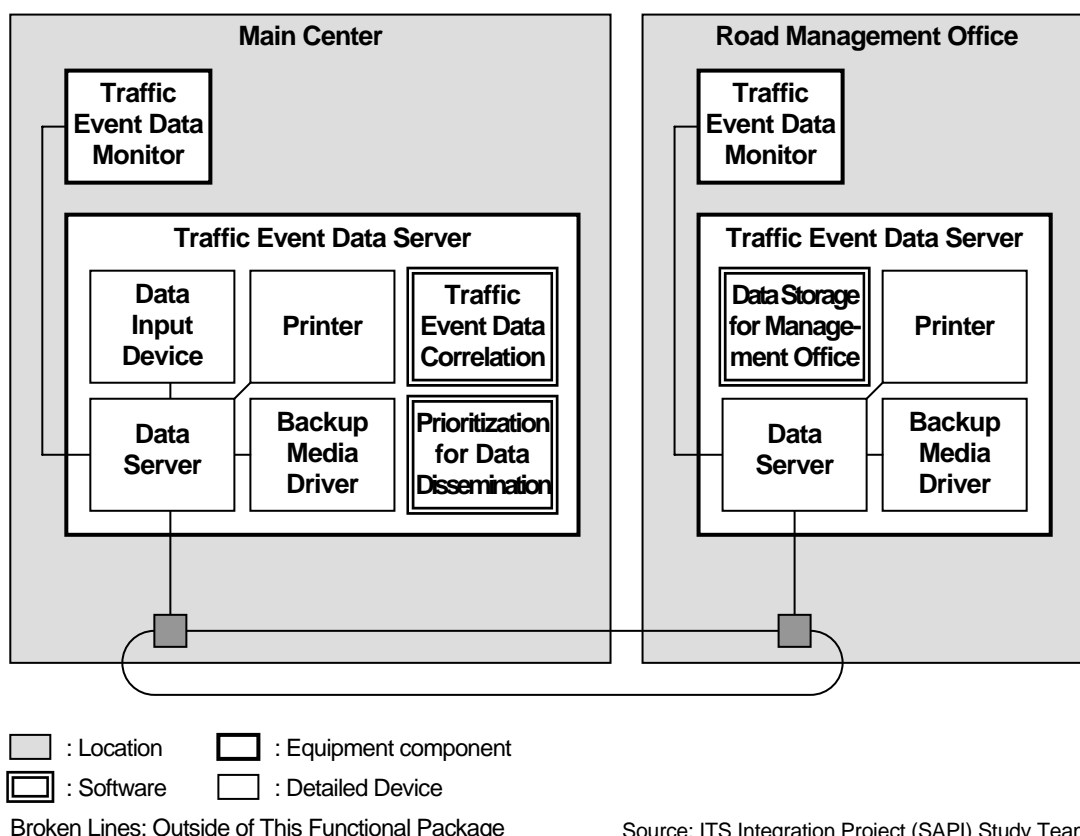 Main Center
Traffic
Event Data
Monitor
Traffic Event Data Server
Data
Input
Device
Printer
Traffic
Event Data
Correlation
Data
Server
Backup
Media
Driver
Prioritization
for Data
Dissemination
Road Management Office
Traffic
Event Data
Monitor
Traffic Event Data Server
Data Storage
for Manage-
ment Office
Printer
Data
Server
Backup
Media
Driver
: Location
: Equipment component
: Software
: Detailed Device
Broken Lines: Outside of This Functional Package
Source: ITS Integration Project (SAPI) Study Team